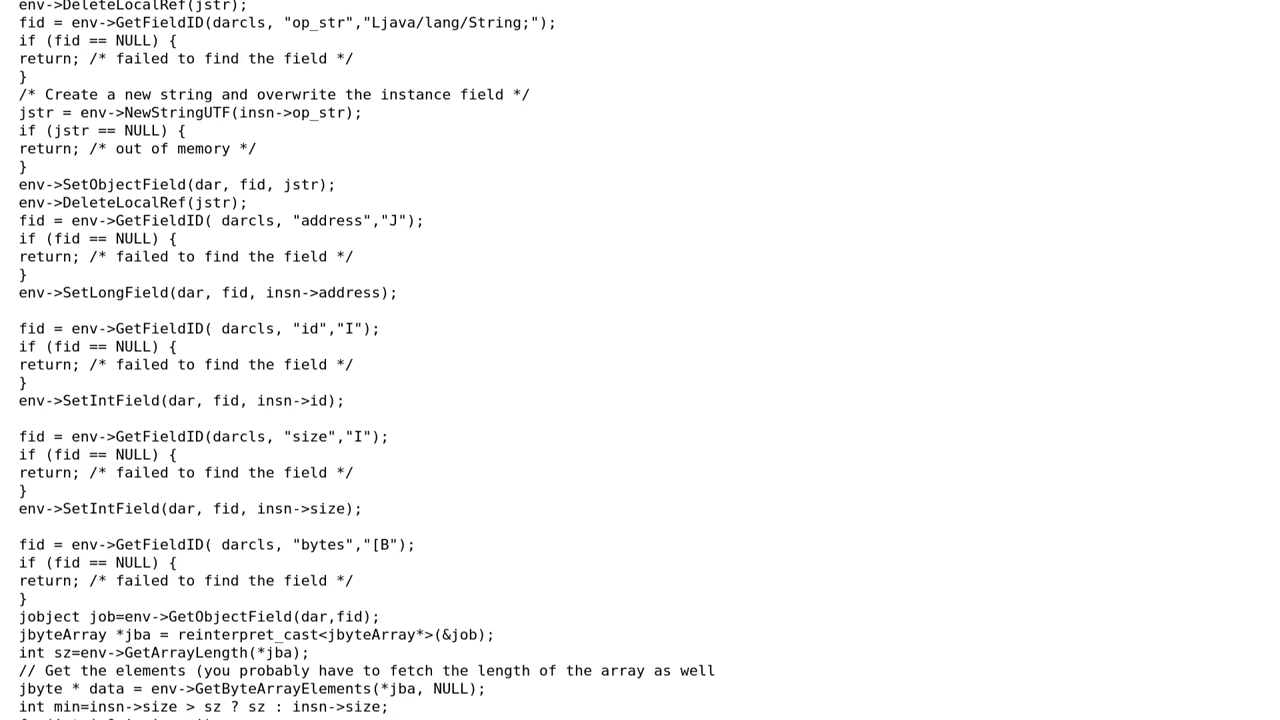 env->DeleteLocalRef(jstr);
fid = env->GetFieldID(darcls, "op_str","Ljava/lang/String;");
if (fid == NULL) {
return; /* failed to find the field */
}
/* Create a new string and overwrite the instance field */
jstr = env->NewStringUTF(insn->op_str);
if (jstr == NULL) {
return; /* out of memory */
}
env->SetObjectField(dar, fid, jstr);
env->DeleteLocalRef(jstr);
fid = env->GetFieldID( darcls, "address","J");
if (fid == NULL) {
return; /* failed to find the field */
}
env->SetLongField(dar, fid, insn->address);

fid = env->GetFieldID( darcls, "id","I");
if (fid == NULL) {
return; /* failed to find the field */
}
env->SetIntField(dar, fid, insn->id);

fid = env->GetFieldID(darcls, "size","I");
if (fid == NULL) {
return; /* failed to find the field */
}
env->SetIntField(dar, fid, insn->size);

fid = env->GetFieldID( darcls, "bytes","[B");
if (fid == NULL) {
return; /* failed to find the field */
}
jobject job=env->GetObjectField(dar,fid);
jbyteArray *jba = reinterpret_cast<jbyteArray*>(&job);
int sz=env->GetArrayLength(*jba);
// Get the elements (you probably have to fetch the length of the array as well
jbyte * data = env->GetByteArrayElements(*jba, NULL);
int min=insn->size > sz ? sz : insn->size;